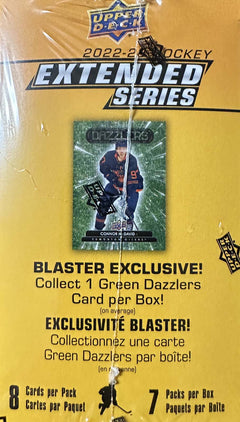 UPPER DECK
2022-23 HOCKEY
EXTENDED
SERIES
DAZZLERS
CONNOR McDAVID
EDMONTON OILERS
BLASTER EXCLUSIVE!
Collect 1 Green Dazzlers
Card per Box!
(on average)
EXCLUSIVITÉ BLASTER!
Collectionnez une carte
Green Dazzlers par boîte!
(en moyenne)
8 Cards per Pack
Cartes par Paquet
7 Packs per Box
Paquets par Boîte